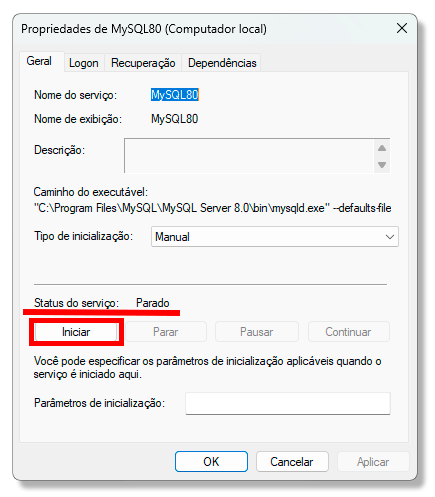 Propriedades de MySQL80 (Computador local)
Geral Logon Recuperação Dependências
Nome do serviço: MySQL80
Nome de exibição: MySQL80
Descrição:
Caminho do executável:
"C:\Program Files\MySQL\MySQL Server 8.0\bin\mysqld.exe" --defaults-file
Tipo de inicialização: Manual
Status do serviço: Parado
Iniciar Parar Pausar Continuar
Você pode especificar os parâmetros de inicialização aplicáveis quando o
serviço é iniciado aqui.
Parâmetros de inicialização:
OK Cancelar Aplicar